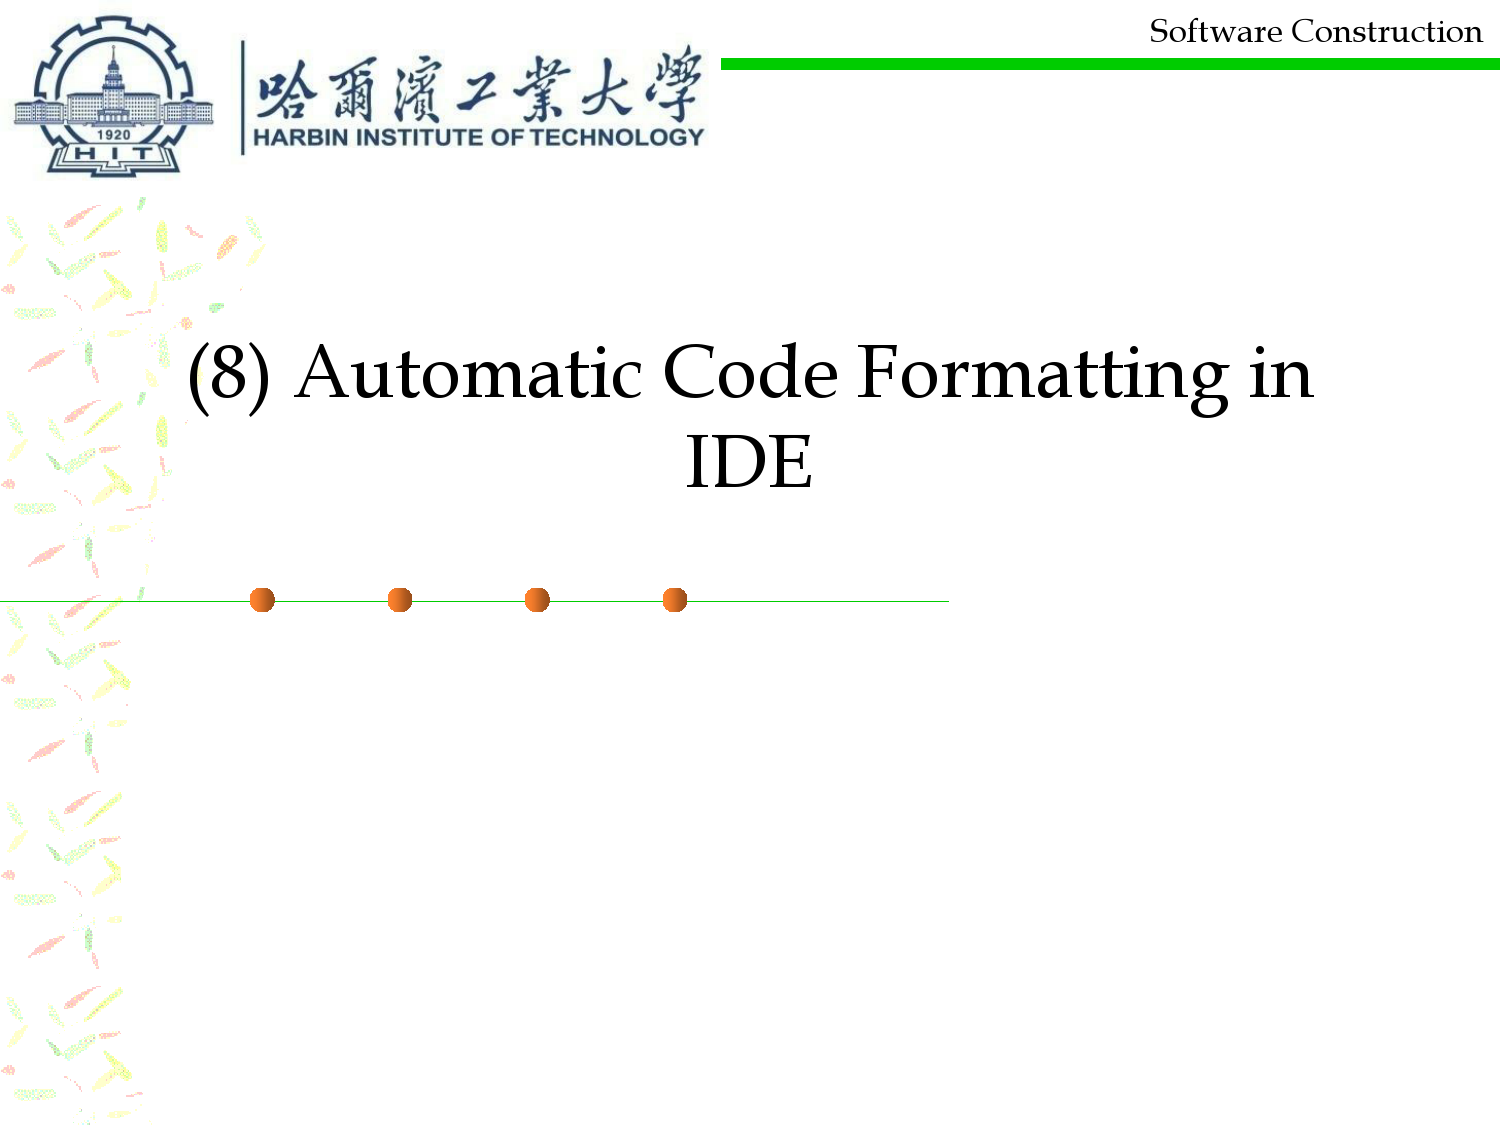 Software Construction
哈爾濱工業大學
HARBIN INSTITUTE OF TECHNOLOGY
1920
HIT
(8) Automatic Code Formatting in
IDE